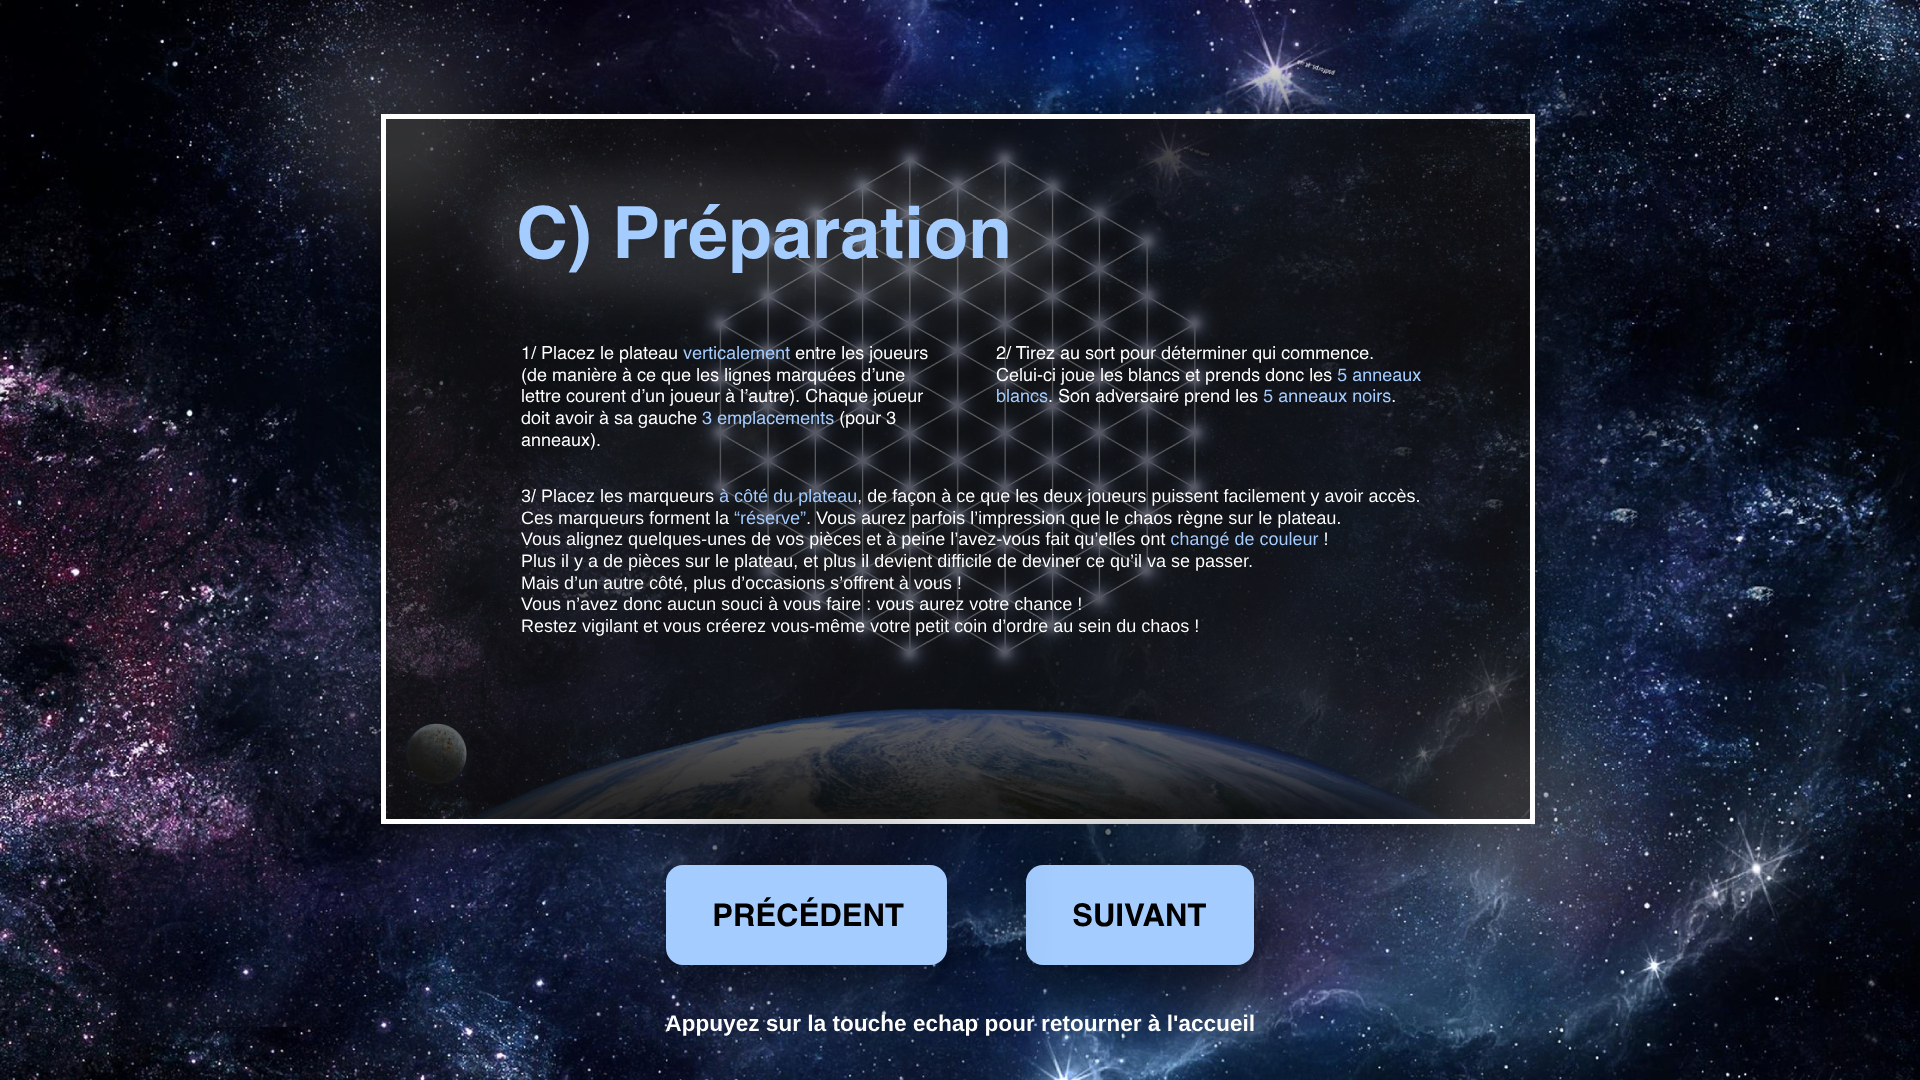 C) Préparation
1/ Placez le plateau verticalement entre les joueurs
(de manière à ce que les lignes marquées d’une
lettre courent d’un joueur à l’autre). Chaque joueur
doit avoir à sa gauche 3 emplacements (pour 3
anneaux).
2/ Tirez au sort pour déterminer qui commence.
Celui-ci joue les blancs et prends donc les 5 anneaux
blancs. Son adversaire prend les 5 anneaux noirs.
3/ Placez les marqueurs à côté du plateau, de façon à ce que les deux joueurs puissent facilement y avoir accès.
Ces marqueurs forment la “réserve”. Vous aurez parfois l’impression que le chaos règne sur le plateau.
Vous alignez quelques-unes de vos pièces et à peine l’avez-vous fait qu’elles ont changé de couleur !
Plus il y a de pièces sur le plateau, et plus il devient difficile de deviner ce qu’il va se passer.
Mais d’un autre côté, plus d’occasions s’offrent à vous !
Vous n’avez donc aucun souci à vous faire : vous aurez votre chance !
Restez vigilant et vous créerez vous-même votre petit coin d’ordre au sein du chaos !
PRÉCÉDENT
SUIVANT
Appuyez sur la touche echap pour retourner à l'accueil